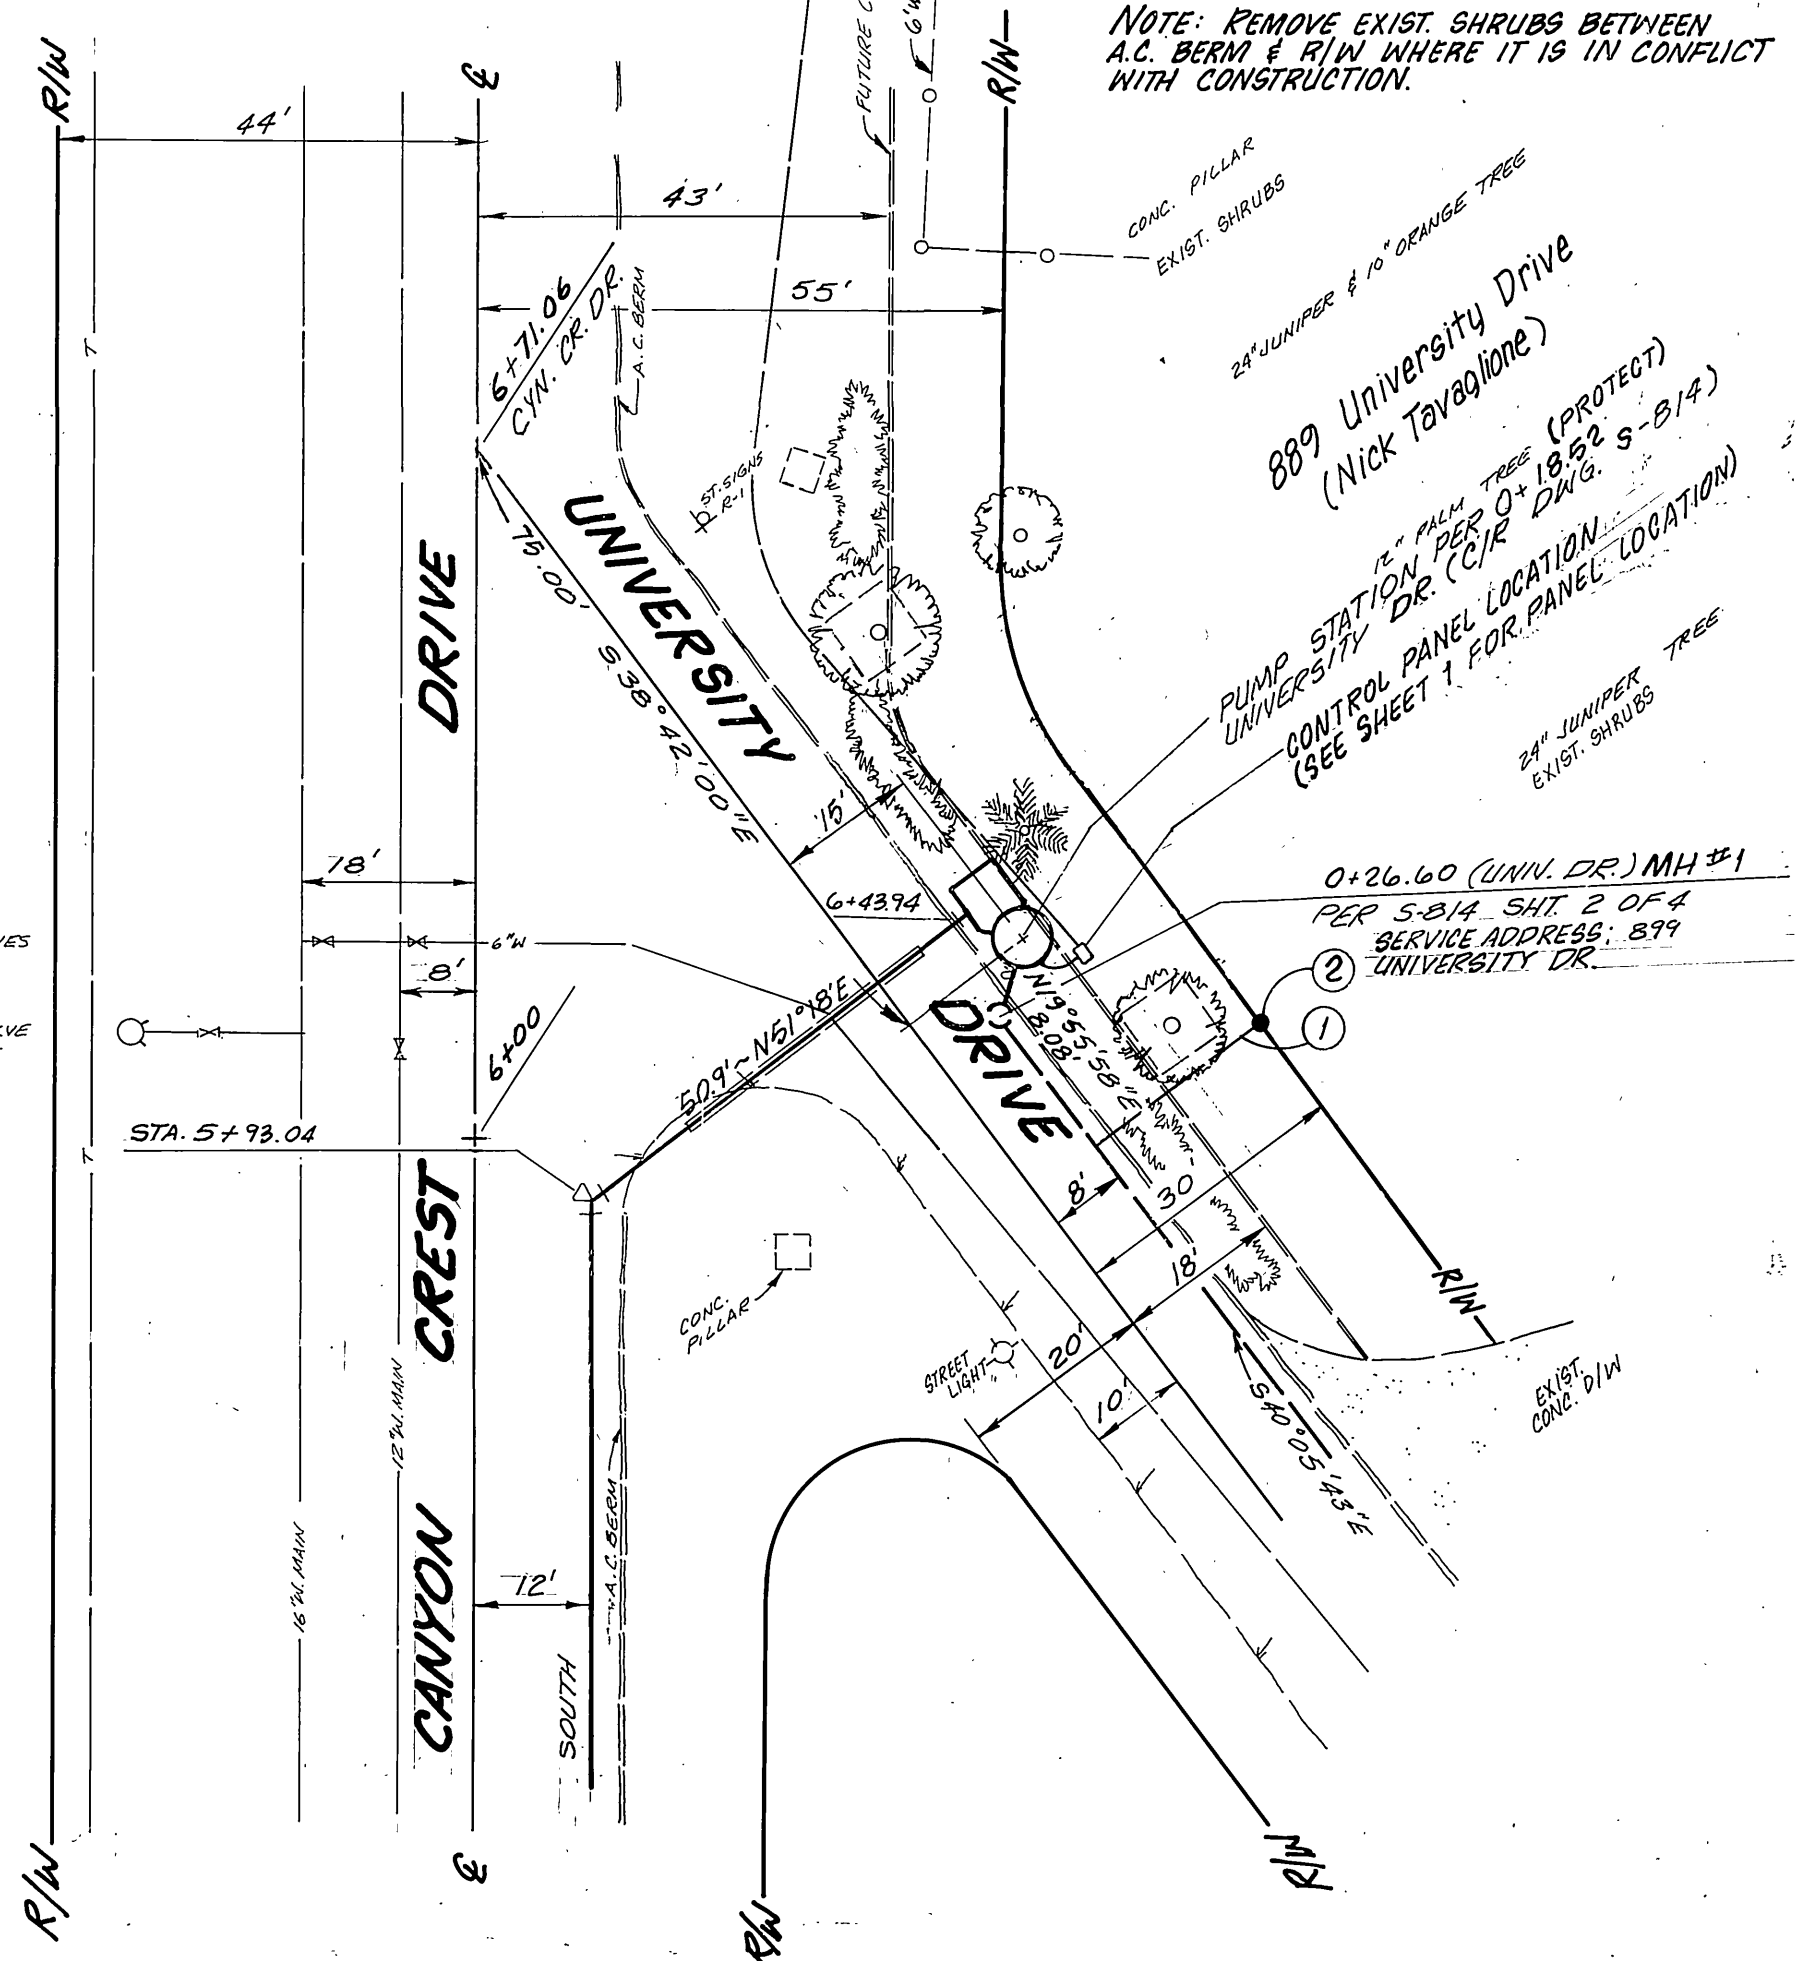 NOTE: REMOVE EXIST. SHRUBS BETWEEN
A.C. BERM & R/W WHERE IT IS IN CONFLICT
WITH CONSTRUCTION.
R/W
℄
FUTURE
6"W
R/W
44'
43'
55'
CONC. PILLAR
EXIST. SHRUBS
24" JUNIPER & 10" ORANGE TREE
889 University Drive
(Nick Tavaglione)
6+71.06
CYN. CR. DR.
A.C. BERM
ST. SIGNS
R-1
12" PALM TREE (PROTECT)
PUMP STATION PER 0+18.52
UNIVERSITY DR. (C/R DWG. S-814)
CONTROL PANEL LOCATION
(SEE SHEET 1 FOR PANEL LOCATION)
24" JUNIPER TREE
EXIST. SHRUBS
T
75.00'
S 38°42'00"E
UNIVERSITY
DRIVE
DRIVE
15'
18'
6+43.94
0+26.60 (UNIV. DR.) MH #1
PER S-814 SHT. 2 OF 4
SERVICE ADDRESS: 899
UNIVERSITY DR.
2
1
6"W
8'
6+00
50.9'~N51°18'E
N19°55'58"E
8.08'
STA. 5+93.04
T
8'
30
18'
20'
10'
CREST
CONC.
PILLAR
STREET
LIGHT
R/W
EXIST.
CONC. D/W
S40°05'43"E
12" W. MAIN
16" W. MAIN
A.C. BERM
12'
CANYON
SOUTH
R/W
℄
R/W
R/W